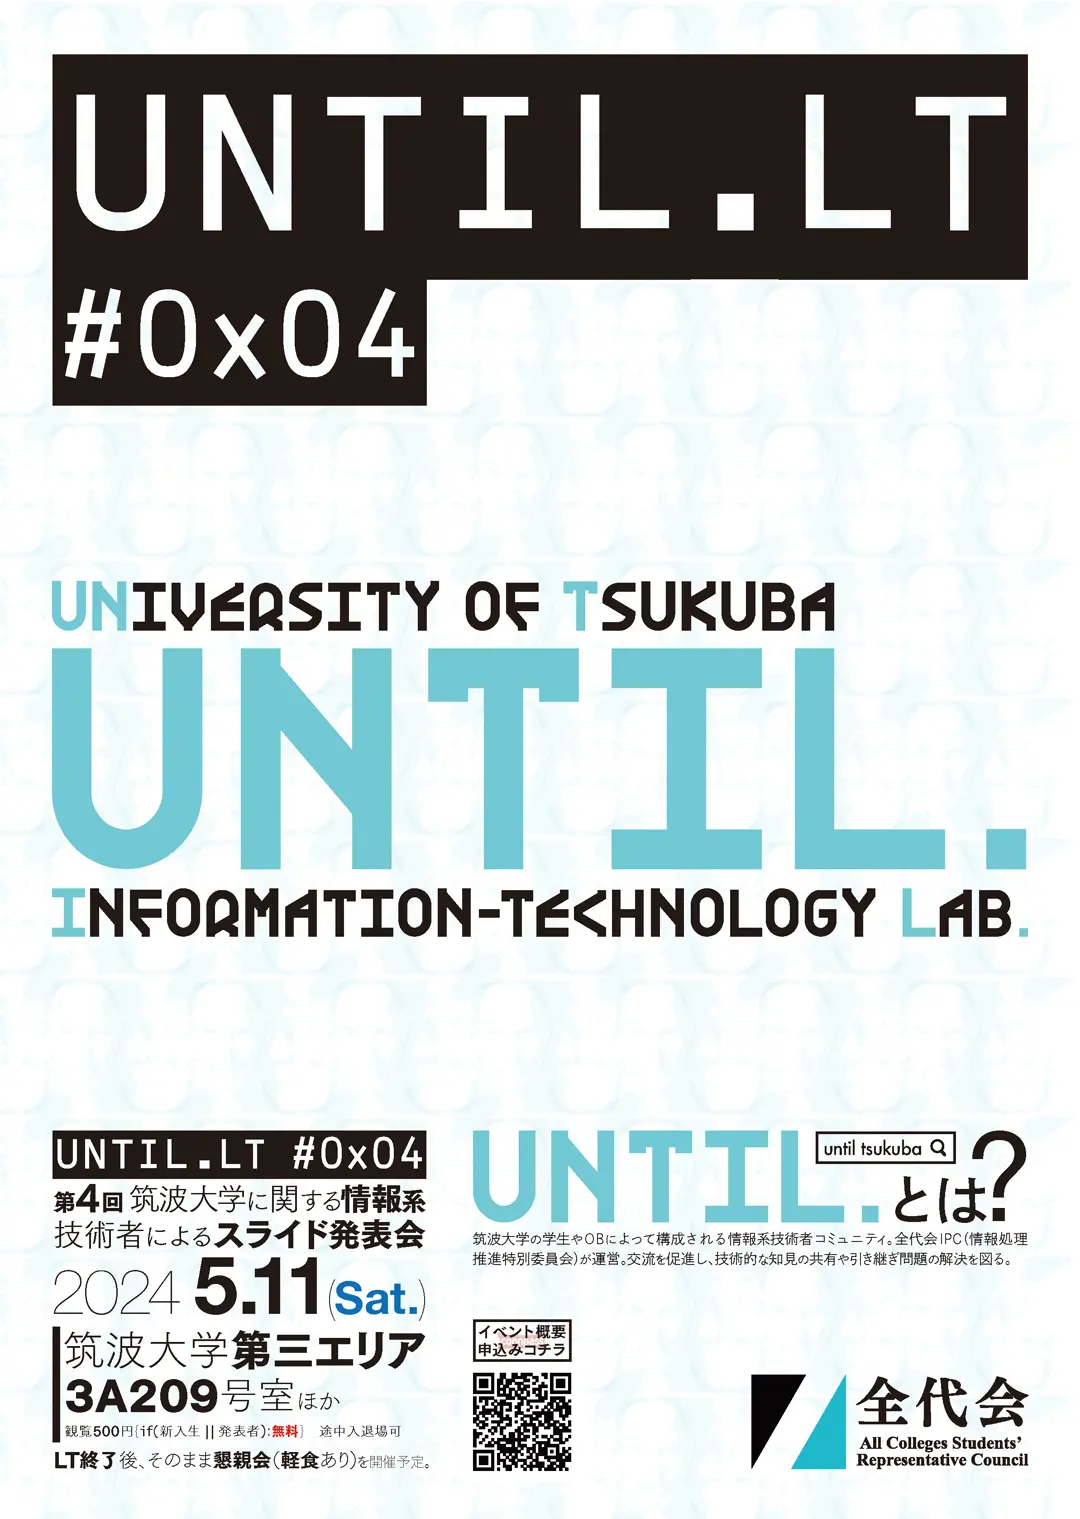 UNTIL.LT
#0x04
UNIVERSITY OF TSUKUBA
UNTIL.
INFORMATION-TECHNOLOGY LAB.
UNTIL.LT #0x04
第4回 筑波大学に関する情報系
技術者によるスライド発表会
2024 5.11(Sat.)
筑波大学第三エリア
3A209号室ほか
観覧500円{if(新入生||発表者):無料} 途中入退場可
LT終了後、そのまま懇親会(軽食あり)を開催予定。
UNTIL.とは?
until tsukuba
筑波大学の学生やOBによって構成される情報系技術者コミュニティ。全代会IPC(情報処理
推進特別委員会)が運営。交流を促進し、技術的な知見の共有や引き継ぎ問題の解決を図る。
イベント概要
申込みコチラ
全代会
All Colleges Students'
Representative Council